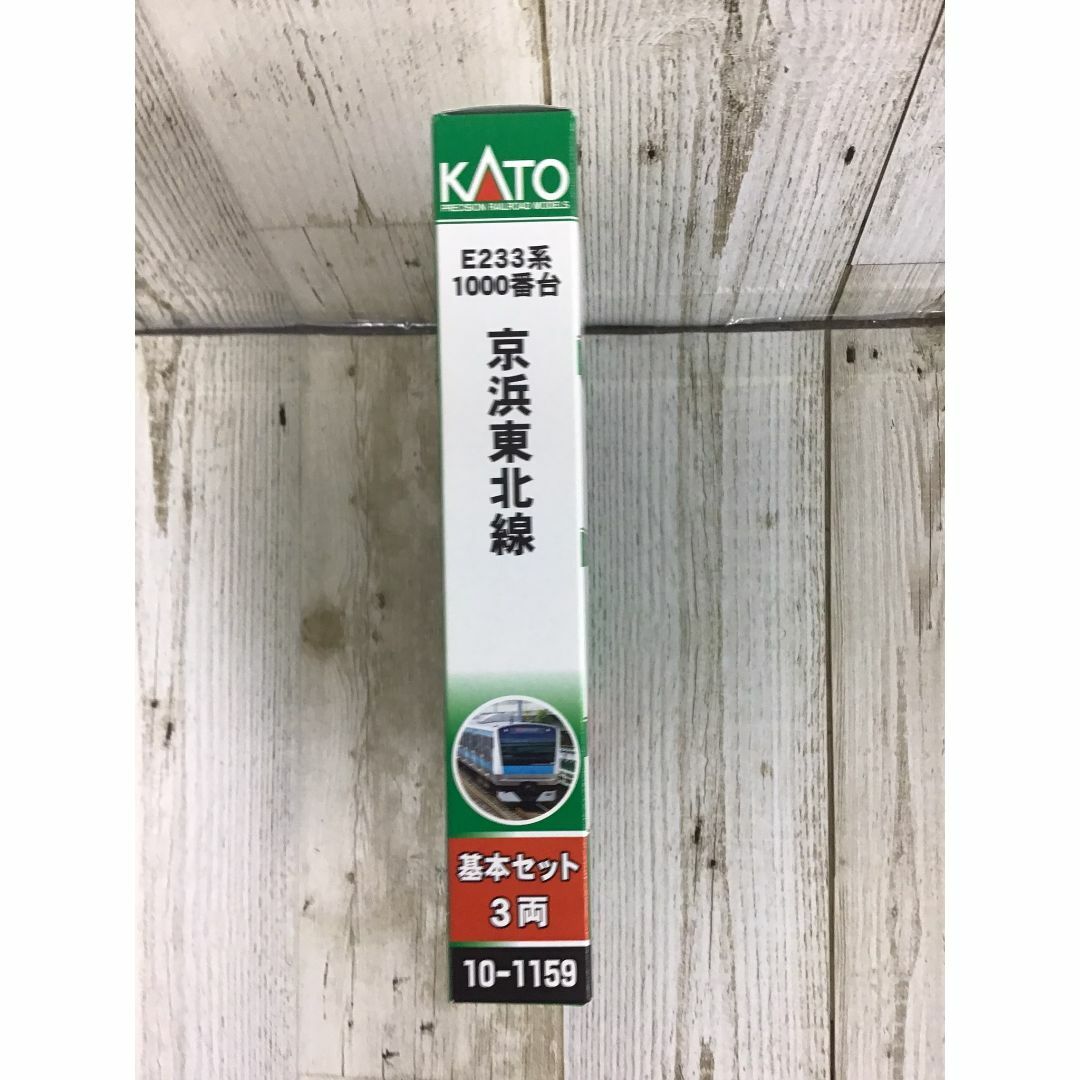 KATO
PRECISION RAILROAD MODELS
E233系
1000番台
京浜東北線
基本セット
3両
10-1159